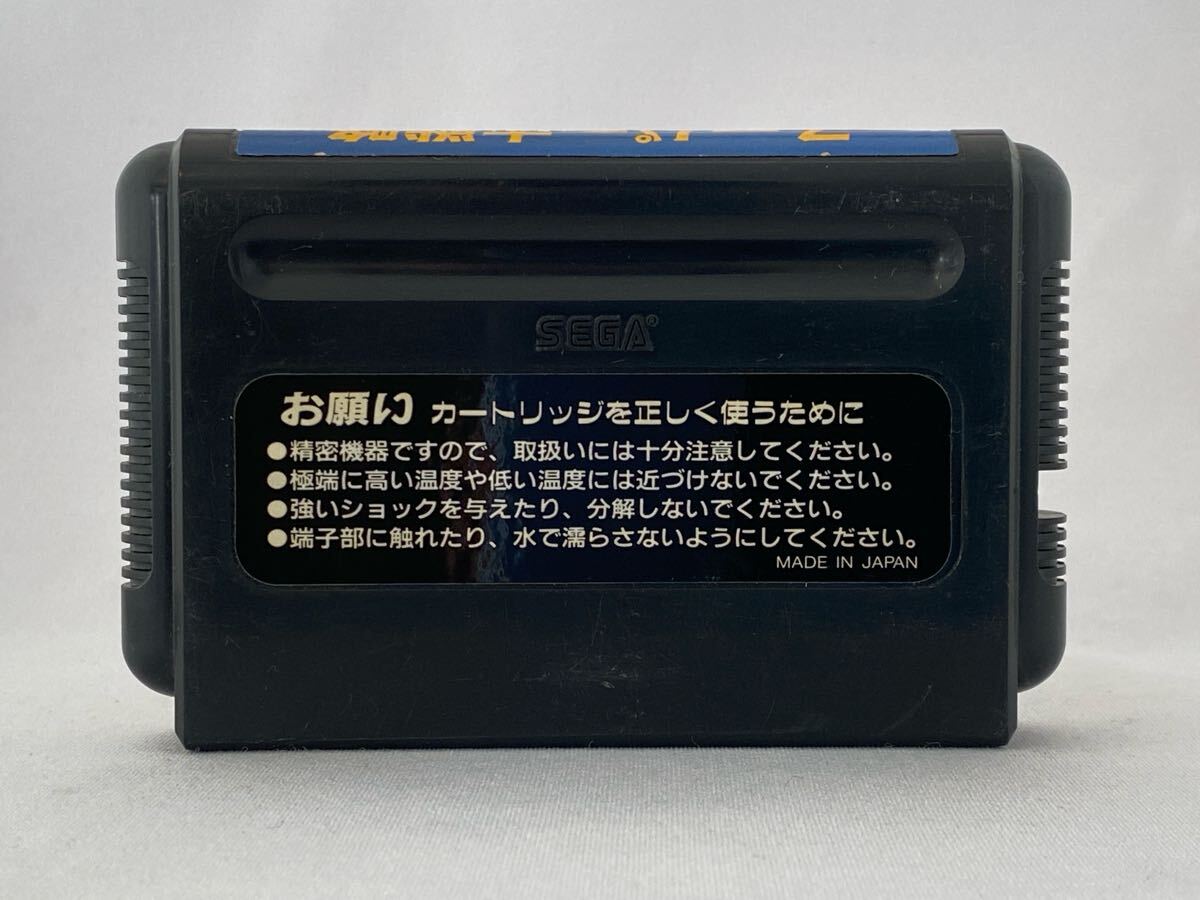 SEGA®
お願い カートリッジを正しく使うために
●精密機器ですので、取扱いには十分注意してください。
●極端に高い温度や低い温度には近づけないでください。
●強いショックを与えたり、分解しないでください。
●端子部に触れたり、水で濡らさないようにしてください。
MADE IN JAPAN